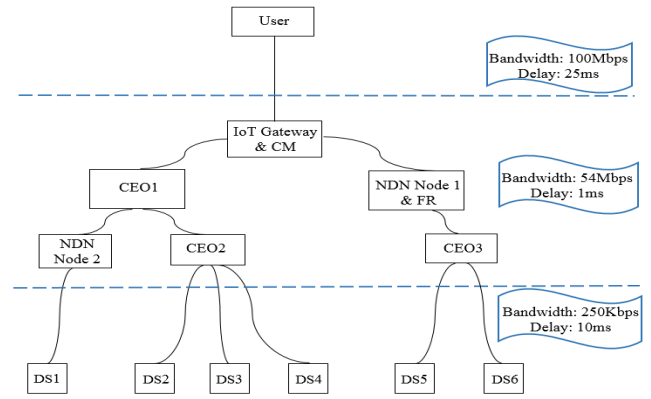 User
Bandwidth: 100Mbps
Delay: 25ms
IoT Gateway
& CM
CEO1
NDN Node 1
& FR
Bandwidth: 54Mbps
Delay: 1ms
NDN
Node 2
CEO2
CEO3
Bandwidth: 250Kbps
Delay: 10ms
DS1
DS2
DS3
DS4
DS5
DS6